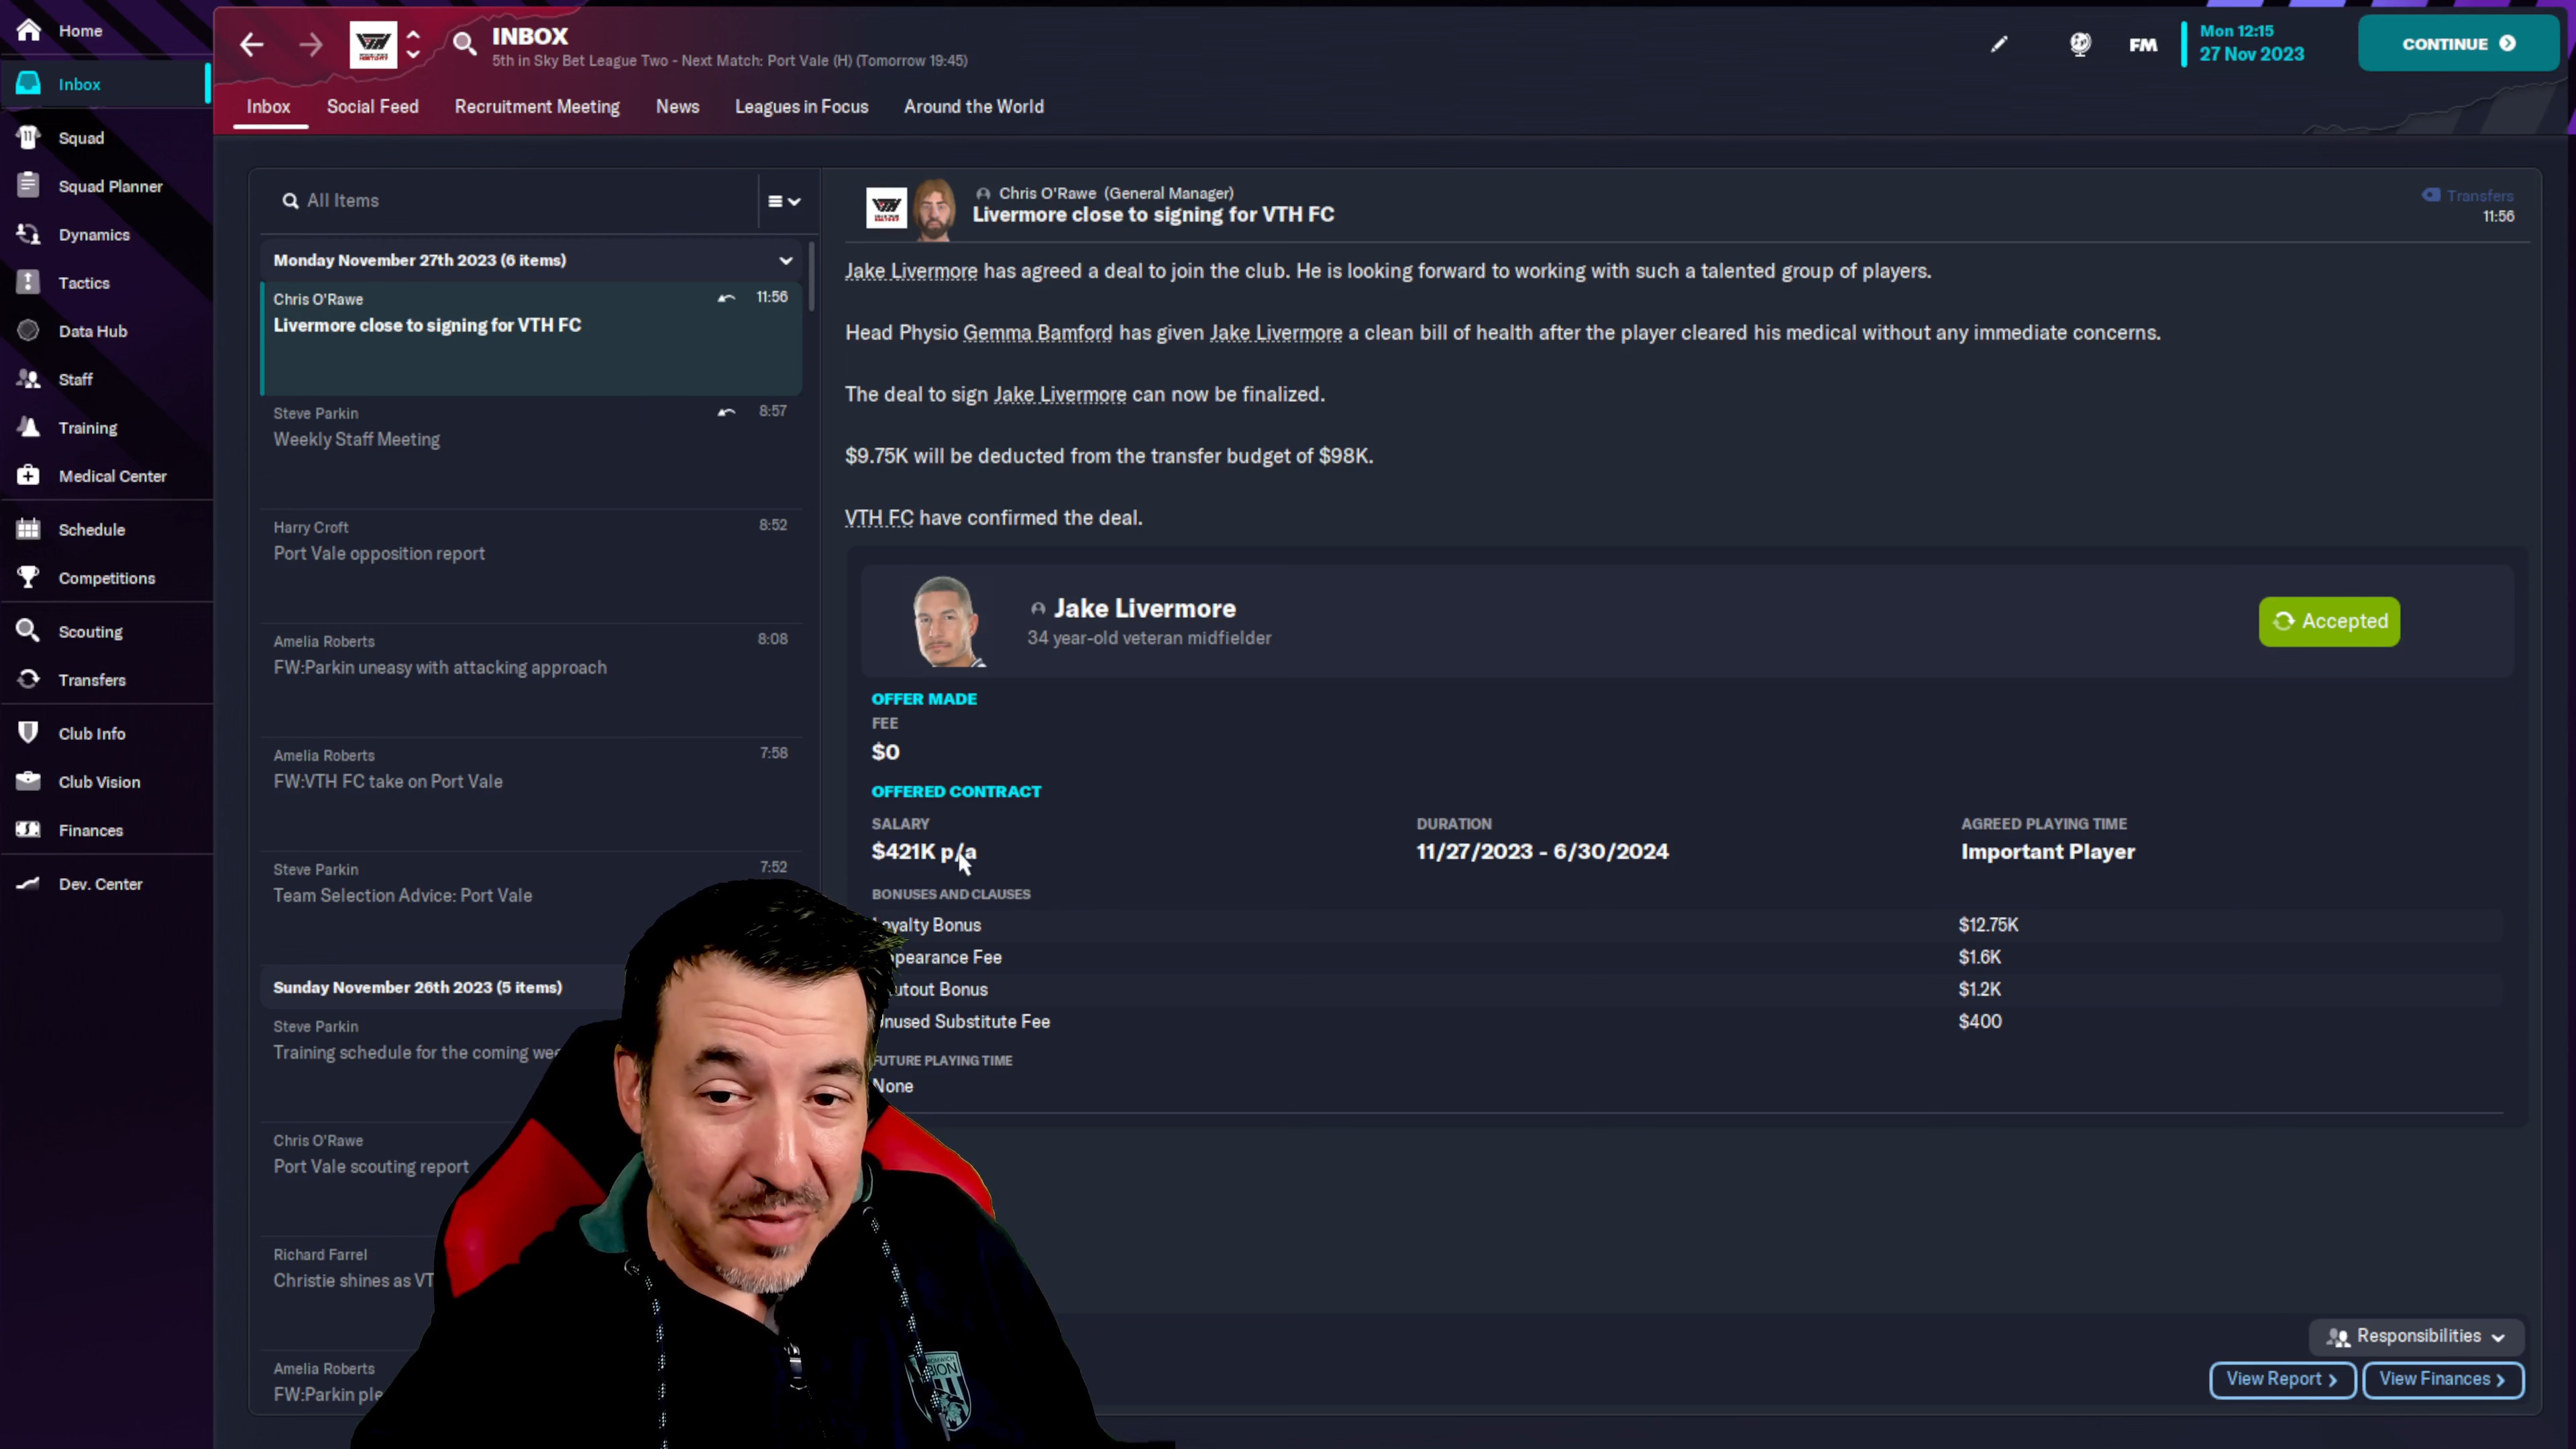 Home
Inbox
Squad
Squad Planner
Dynamics
Tactics
Data Hub
Staff
Training
Medical Center
Schedule
Competitions
Scouting
Transfers
Club Info
Club Vision
Finances
Dev. Center
INBOX
5th in Sky Bet League Two - Next Match: Port Vale (H) (Tomorrow 19:45)
FM
Mon 12:15
27 Nov 2023
CONTINUE
Inbox
Social Feed
Recruitment Meeting
News
Leagues in Focus
Around the World
All Items
Monday November 27th 2023 (6 items)
Chris O'Rawe 11:56
Livermore close to signing for VTH FC
Steve Parkin 8:57
Weekly Staff Meeting
Harry Croft 8:52
Port Vale opposition report
Amelia Roberts 8:08
FW:Parkin uneasy with attacking approach
Amelia Roberts 7:58
FW:VTH FC take on Port Vale
Steve Parkin 7:52
Team Selection Advice: Port Vale
Sunday November 26th 2023 (5 items)
Steve Parkin
Training schedule for the coming
Chris O'Rawe
Port Vale scouting report
Richard Farrel
Christie shines as
Amelia Roberts
FW:Parkin
Chris O'Rawe (General Manager)
Livermore close to signing for VTH FC
Transfers
11:56
Jake Livermore has agreed a deal to join the club. He is looking forward to working with such a talented group of players.
Head Physio Gemma Bamford has given Jake Livermore a clean bill of health after the player cleared his medical without any immediate concerns.
The deal to sign Jake Livermore can now be finalized.
$9.75K will be deducted from the transfer budget of $98K.
VTH FC have confirmed the deal.
Jake Livermore
34 year-old veteran midfielder
Accepted
OFFER MADE
FEE
$0
OFFERED CONTRACT
SALARY
$421K p/a
DURATION
11/27/2023 - 6/30/2024
AGREED PLAYING TIME
Important Player
BONUSES AND CLAUSES
Loyalty Bonus $12.75K
Appearance Fee $1.6K
Bonus $1.2K
Unused Substitute Fee $400
FUTURE PLAYING TIME
None
Responsibilities
View Report
View Finances